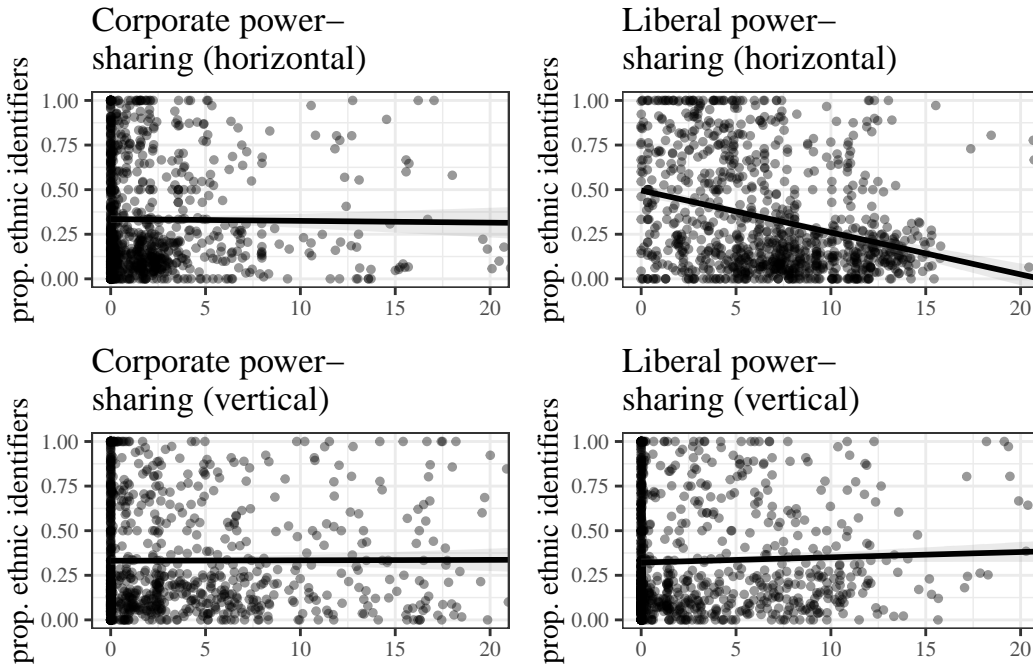 Corporate power–
sharing (horizontal)
prop. ethnic identifiers
1.00
0.75
0.50
0.25
0.00
0 5 10 15 20
Liberal power–
sharing (horizontal)
prop. ethnic identifiers
1.00
0.75
0.50
0.25
0.00
0 5 10 15 20
Corporate power–
sharing (vertical)
prop. ethnic identifiers
1.00
0.75
0.50
0.25
0.00
0 5 10 15 20
Liberal power–
sharing (vertical)
prop. ethnic identifiers
1.00
0.75
0.50
0.25
0.00
0 5 10 15 20